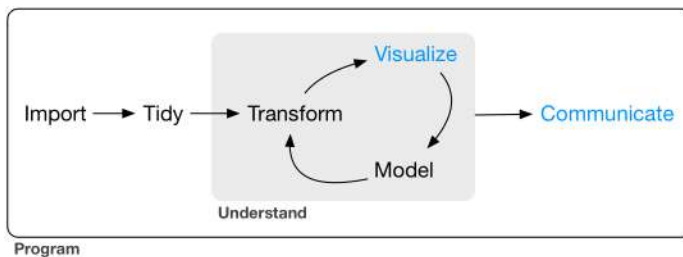 Visualize
Import
Tidy
Transform
Communicate
Model
Understand
Program